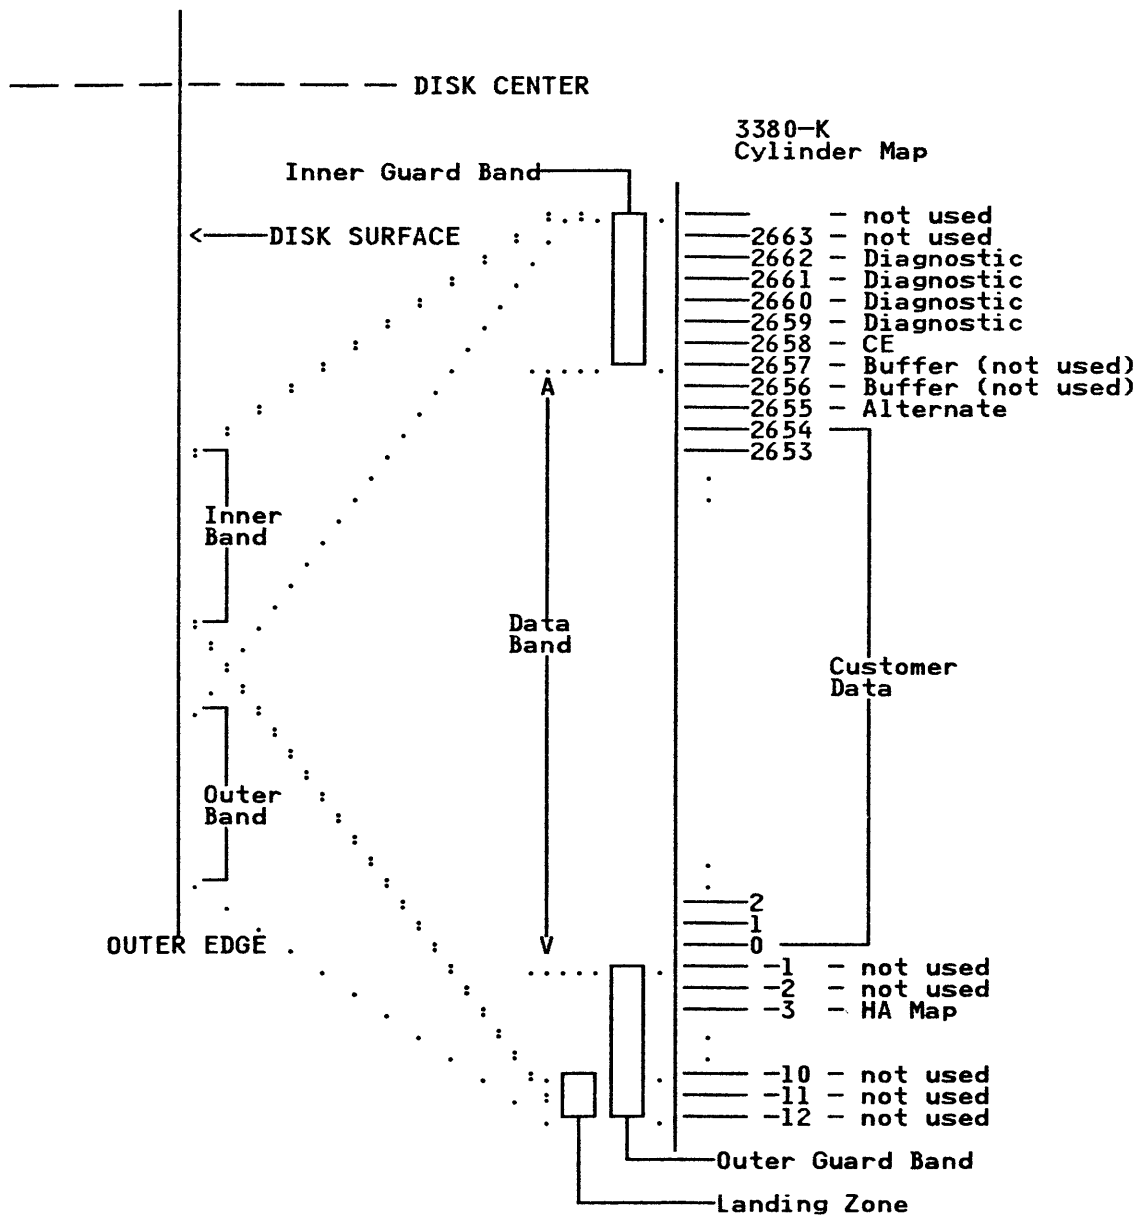 DISK CENTER
3380-K
Cylinder Map
Inner Guard Band
— not used
<——DISK SURFACE
2663 — not used
2662 — Diagnostic
2661 — Diagnostic
2660 — Diagnostic
2659 — Diagnostic
2658 — CE
2657 — Buffer (not used)
2656 — Buffer (not used)
A
2655 — Alternate
2654
2653
Inner
Band
Data
Band
Customer
Data
Outer
Band
2
1
OUTER EDGE
V
0
-1 — not used
-2 — not used
-3 — HA Map
-10 — not used
-11 — not used
-12 — not used
Outer Guard Band
Landing Zone